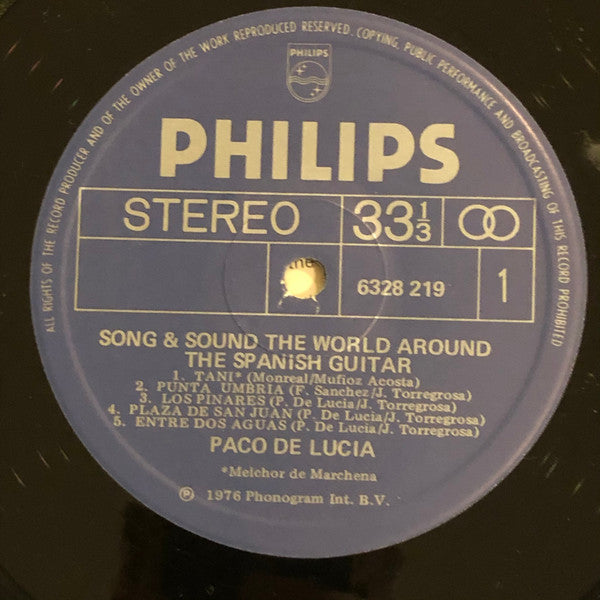 ALL RIGHTS OF THE RECORD PRODUCER AND OF THE OWNER OF THE WORK REPRODUCED RESERVED. COPYING, PUBLIC PERFORMANCE AND BROADCASTING OF THIS RECORD PROHIBITED
PHILIPS
PHILIPS
STEREO 33⅓
6328 219 1
SONG & SOUND THE WORLD AROUND
THE SPANiSH GUITAR
1. TANI* (Monreal/Muñoz Acosta)
2. PUNTA UMBRIA (F. Sanchez/J. Torregrosa)
3. LOS PINARES (P. De Lucia/J. Torregrosa)
4. PLAZA DE SAN JUAN (P. De Lucia/J. Torregrosa)
5. ENTRE DOS AGUAS (P. De Lucia/J. Torregrosa)
PACO DE LUCIA
*Melchor de Marchena
Ⓟ 1976 Phonogram Int. B.V.